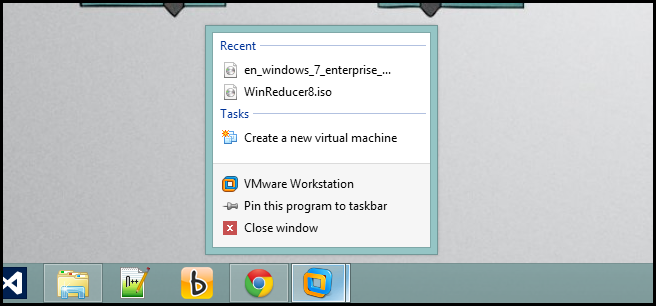 Recent
en_windows_7_enterprise_...
WinReducer8.iso
Tasks
Create a new virtual machine
VMware Workstation
Pin this program to taskbar
Close window